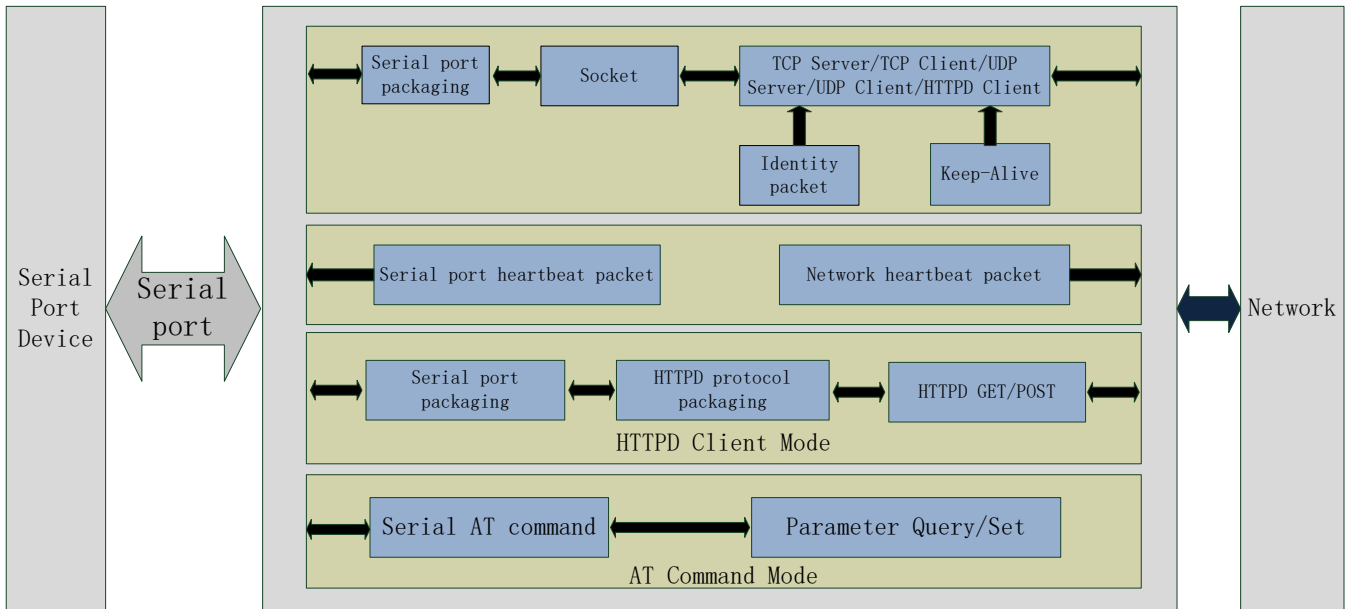 Serial
Port
Device
Serial
port
Serial port
packaging
Socket
TCP Server/TCP Client/UDP
Server/UDP Client/HTTPD Client
Identity
packet
Keep-Alive
Serial port heartbeat packet
Network heartbeat packet
Serial port
packaging
HTTPD protocol
packaging
HTTPD GET/POST
HTTPD Client Mode
Serial AT command
Parameter Query/Set
AT Command Mode
Network